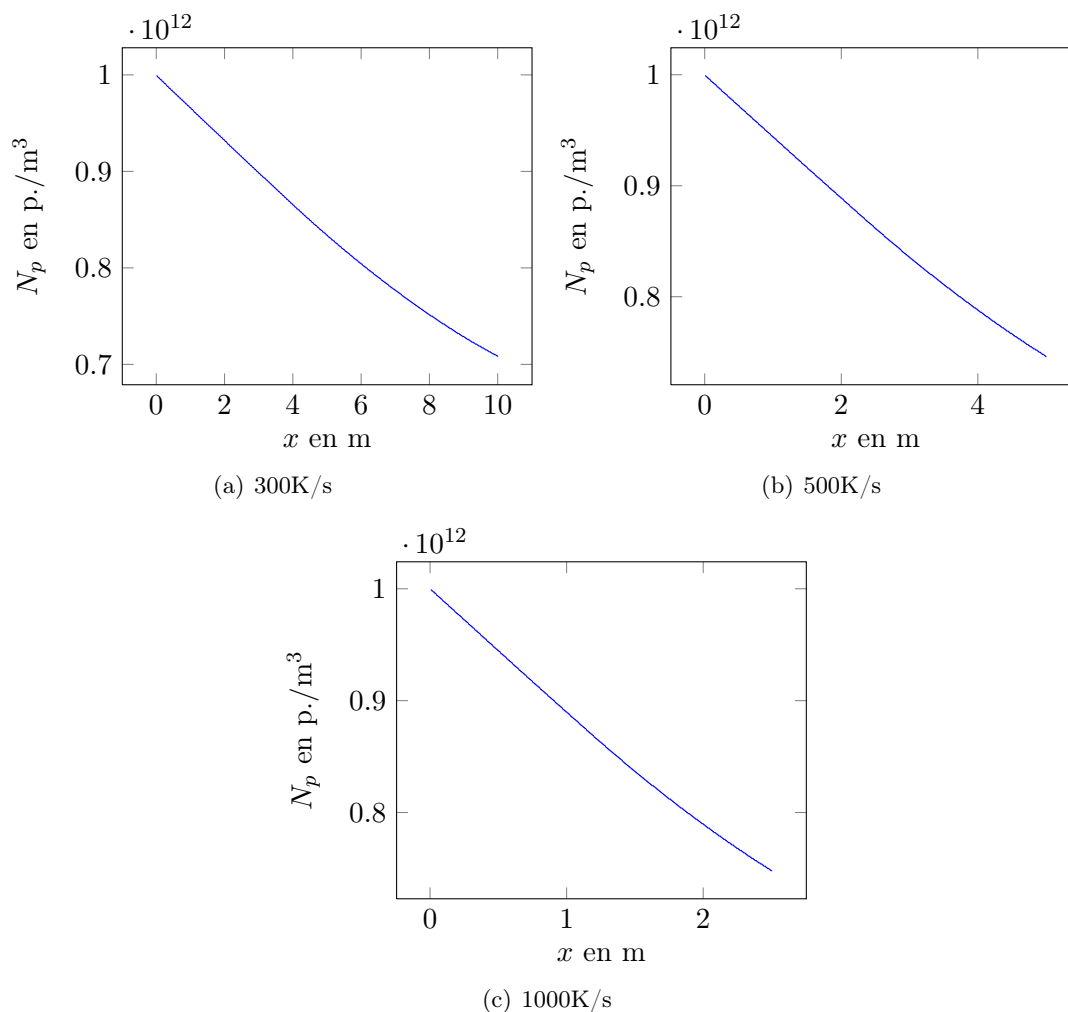 · 10^12
1
0.9
0.8
0.7
N_p en p./m^3
0 2 4 6 8 10
x en m
(a) 300K/s
· 10^12
1
0.9
0.8
N_p en p./m^3
0 2 4
x en m
(b) 500K/s
· 10^12
1
0.9
0.8
N_p en p./m^3
0 1 2
x en m
(c) 1000K/s